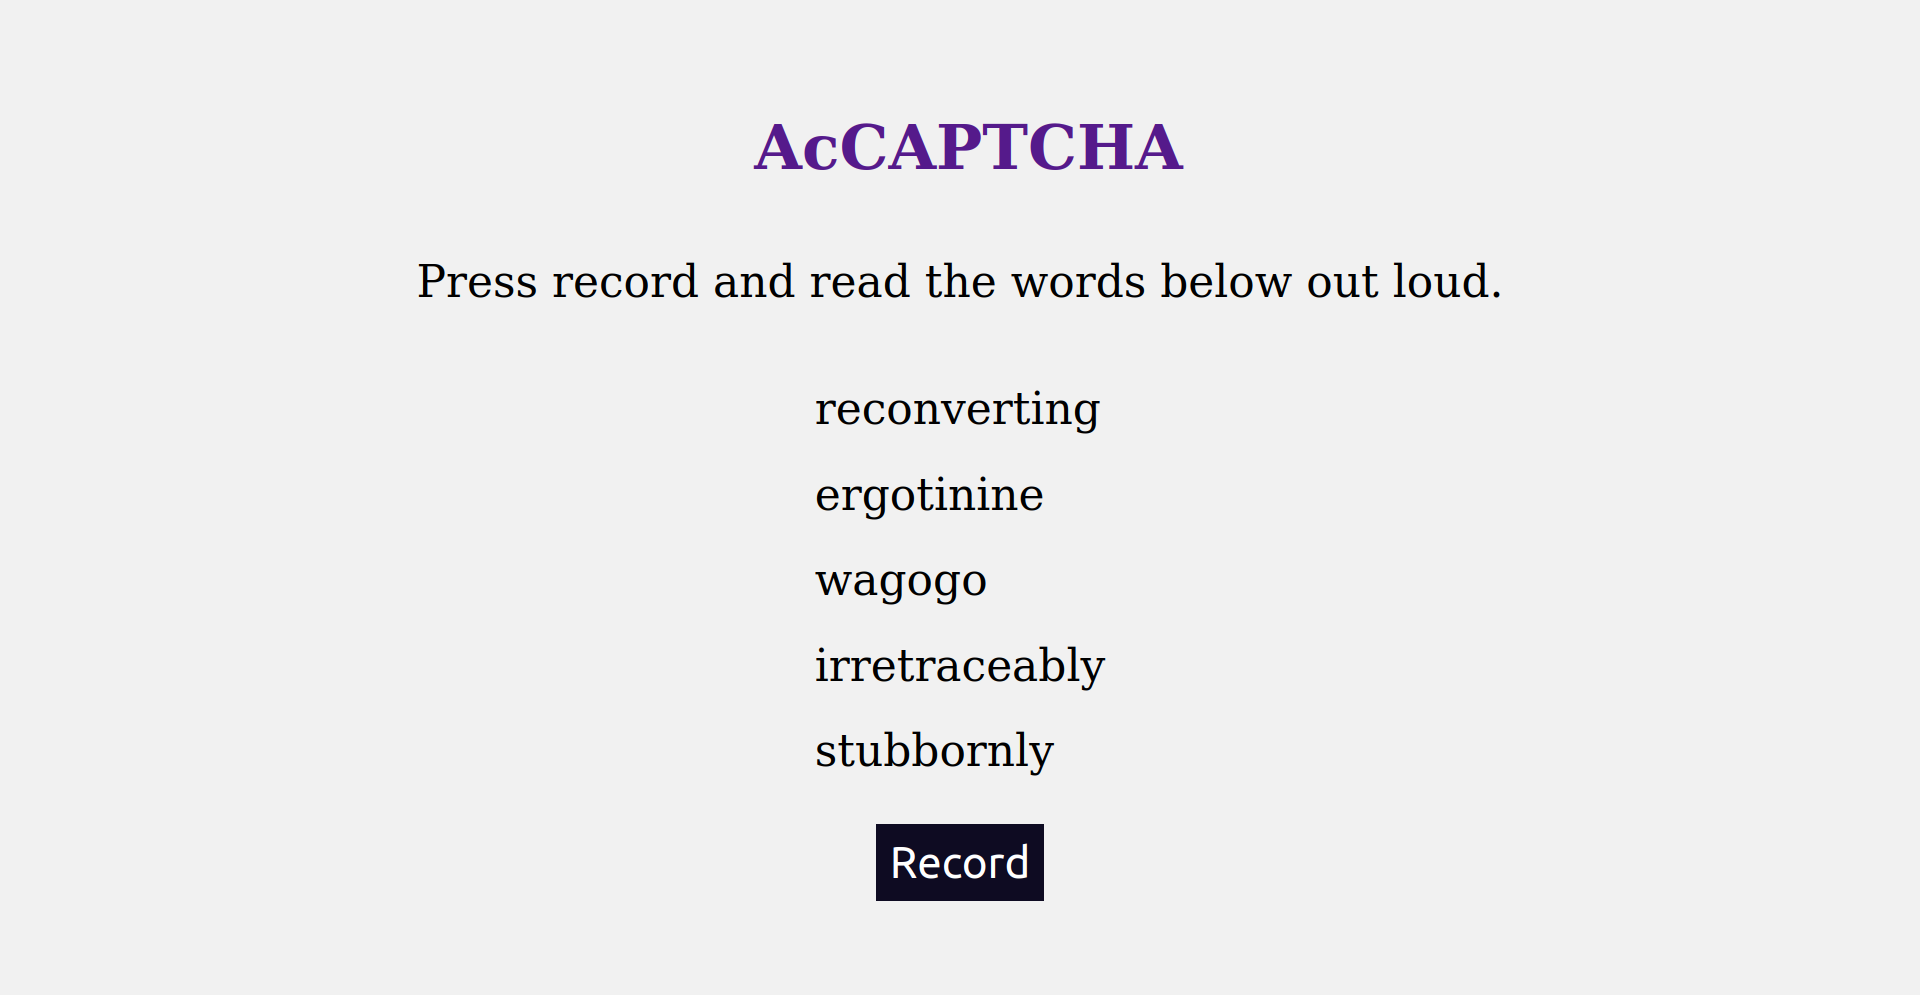 AcCAPTCHA
Press record and read the words below out loud.
reconverting
ergotinine
wagogo
irretraceably
stubbornly
Record